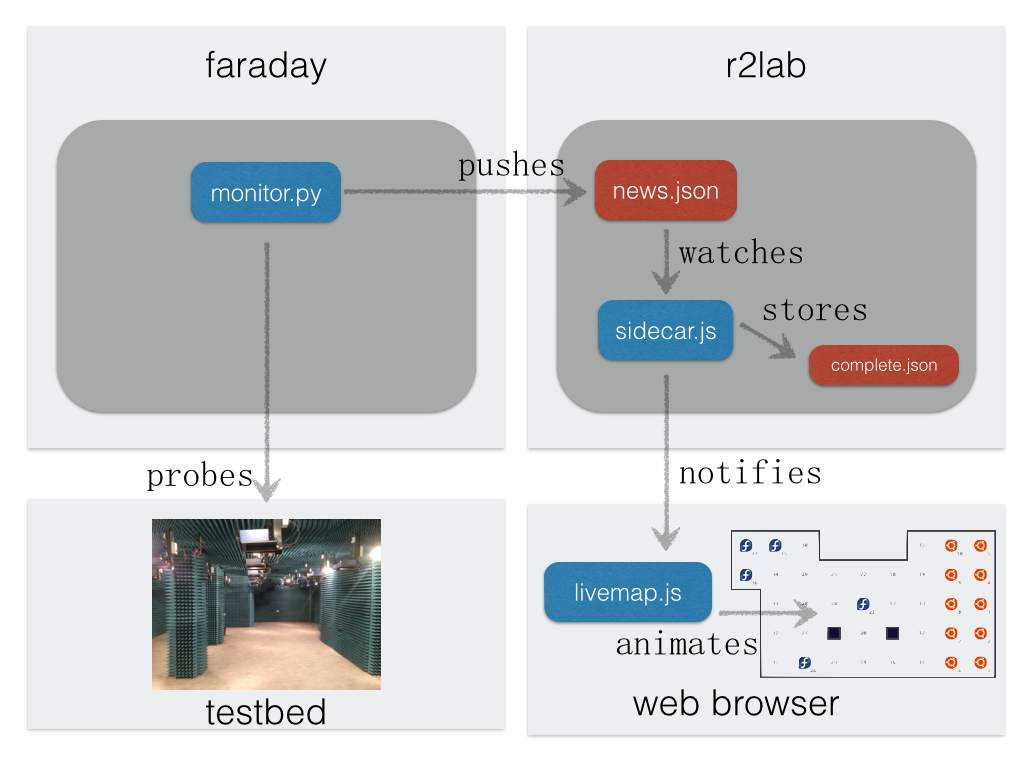 faraday
r2lab
monitor.py
pushes
news.json
watches
sidecar.js
stores
complete.json
probes
notifies
testbed
livemap.js
animates
web browser